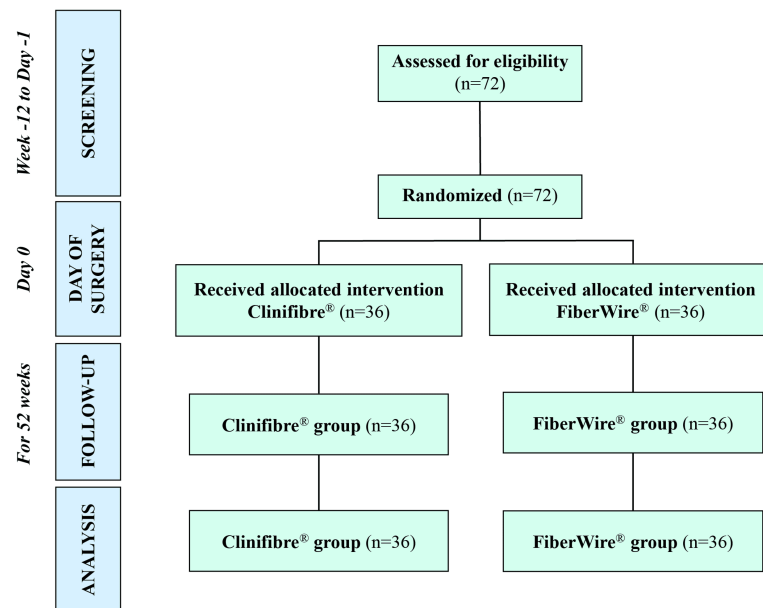 Week -12 to Day -1
SCREENING
Assessed for eligibility
(n=72)
Randomized (n=72)
Day 0
DAY OF
SURGERY
Received allocated intervention
Clinifibre® (n=36)
Received allocated intervention
FiberWire® (n=36)
For 52 weeks
FOLLOW-UP
Clinifibre® group (n=36)
FiberWire® group (n=36)
ANALYSIS
Clinifibre® group (n=36)
FiberWire® group (n=36)